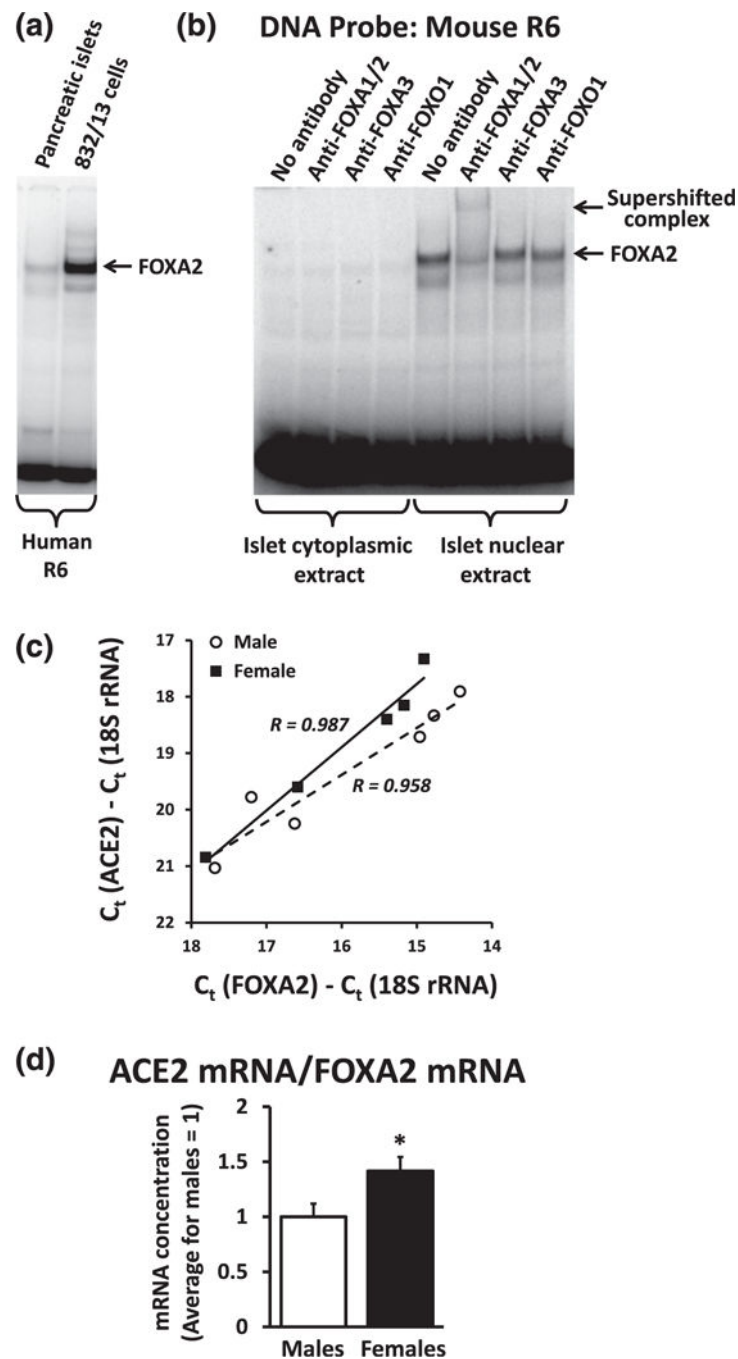 (a)
Pancreatic islets
832/13 cells
FOXA2
Human
R6
(b)
DNA Probe: Mouse R6
No antibody
Anti-FOXA1/2
Anti-FOXA3
Anti-FOXO1
No antibody
Anti-FOXA1/2
Anti-FOXA3
Anti-FOXO1
Supershifted
complex
FOXA2
Islet cytoplasmic
extract
Islet nuclear
extract
(c)
Male
Female
R = 0.987
R = 0.958
17
18
19
20
21
22
18
17
16
15
14
Ct (ACE2) - Ct (18S rRNA)
Ct (FOXA2) - Ct (18S rRNA)
(d)
ACE2 mRNA/FOXA2 mRNA
mRNA concentration
(Average for males = 1)
2
1.5
1
0.5
0
*
Males
Females